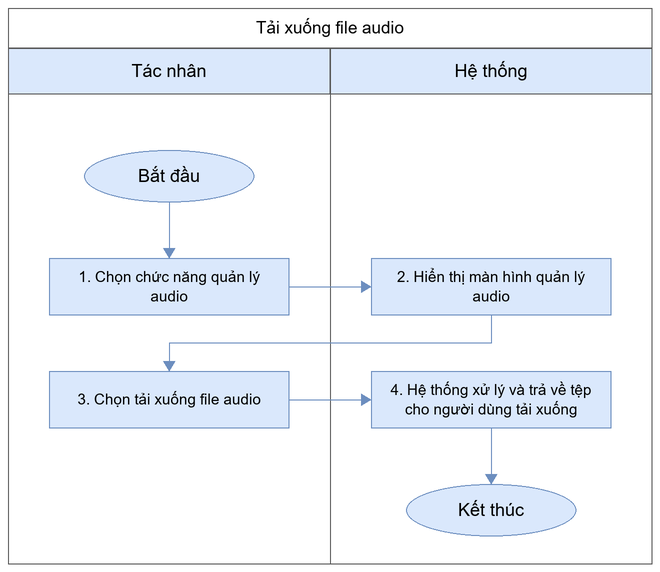 Tải xuống file audio
Tác nhân
Hệ thống
Bắt đầu
1. Chọn chức năng quản lý
audio
2. Hiển thị màn hình quản lý
audio
3. Chọn tải xuống file audio
4. Hệ thống xử lý và trả về tệp
cho người dùng tải xuống
Kết thúc